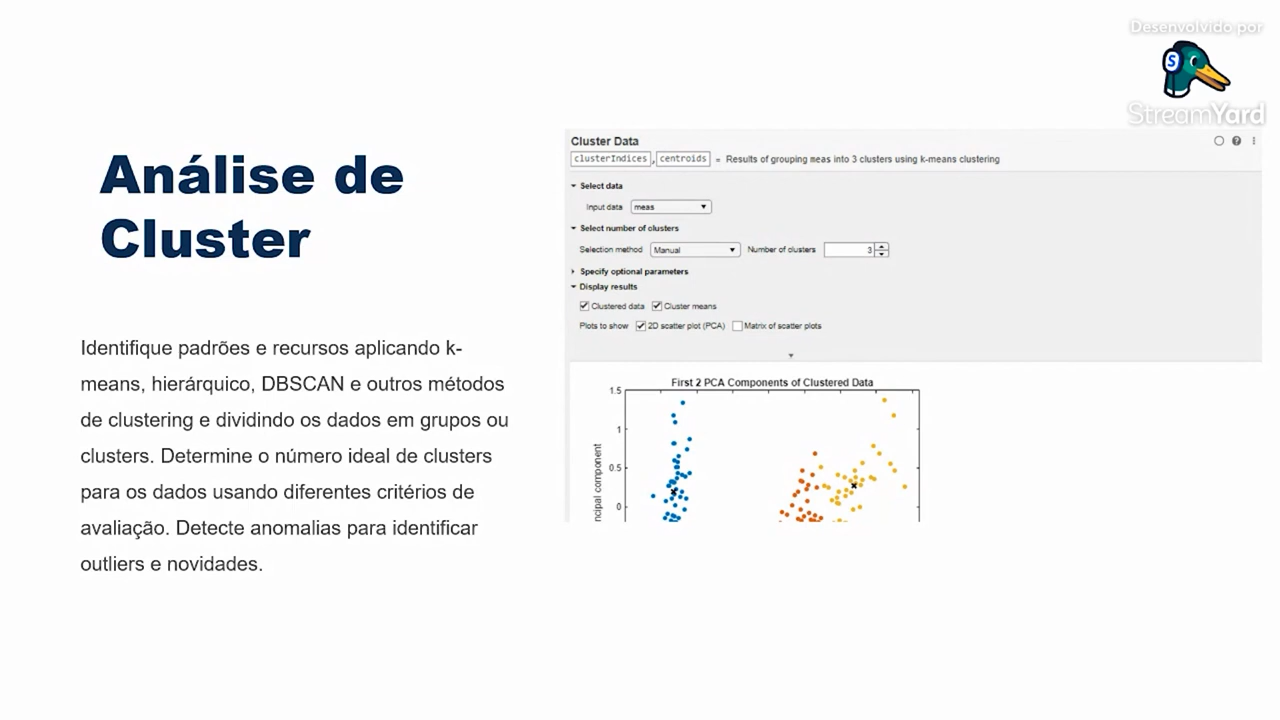 Desenvolvido por
S
StreamYard
Análise de
Cluster
Identifique padrões e recursos aplicando k-
means, hierárquico, DBSCAN e outros métodos
de clustering e dividindo os dados em grupos ou
clusters. Determine o número ideal de clusters
para os dados usando diferentes critérios de
avaliação. Detecte anomalias para identificar
outliers e novidades.
Cluster Data
clusterIndices , centroids = Results of grouping meas into 3 clusters using k-means clustering
Select data
Input data meas
Select number of clusters
Selection method Manual Number of clusters 3
Specify optional parameters
Display results
Clustered data Cluster means
Plots to show 2D scatter plot (PCA) Matrix of scatter plots
First 2 PCA Components of Clustered Data
1.5
1
0.5
0
ncipal component